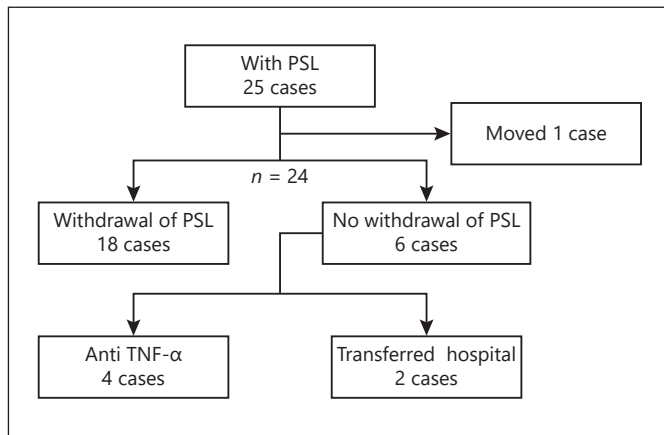 With PSL
25 cases
Moved 1 case
n = 24
Withdrawal of PSL
18 cases
No withdrawal of PSL
6 cases
Anti TNF-α
4 cases
Transferred hospital
2 cases